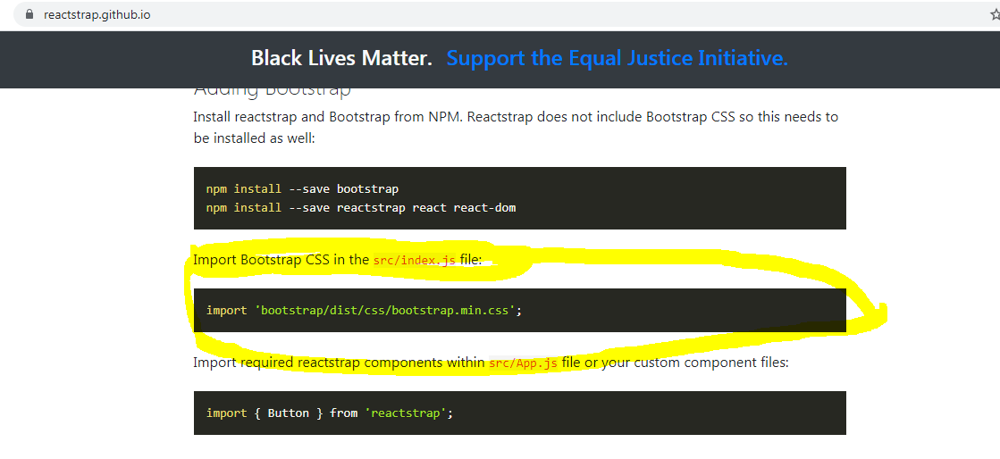 reactstrap.github.io
Black Lives Matter. Support the Equal Justice Initiative.
Adding Bootstrap
Install reactstrap and Bootstrap from NPM. Reactstrap does not include Bootstrap CSS so this needs to
be installed as well:
npm install --save bootstrap
npm install --save reactstrap react react-dom
Import Bootstrap CSS in the src/index.js file:
import 'bootstrap/dist/css/bootstrap.min.css';
Import required reactstrap components within src/App.js file or your custom component files:
import { Button } from 'reactstrap';